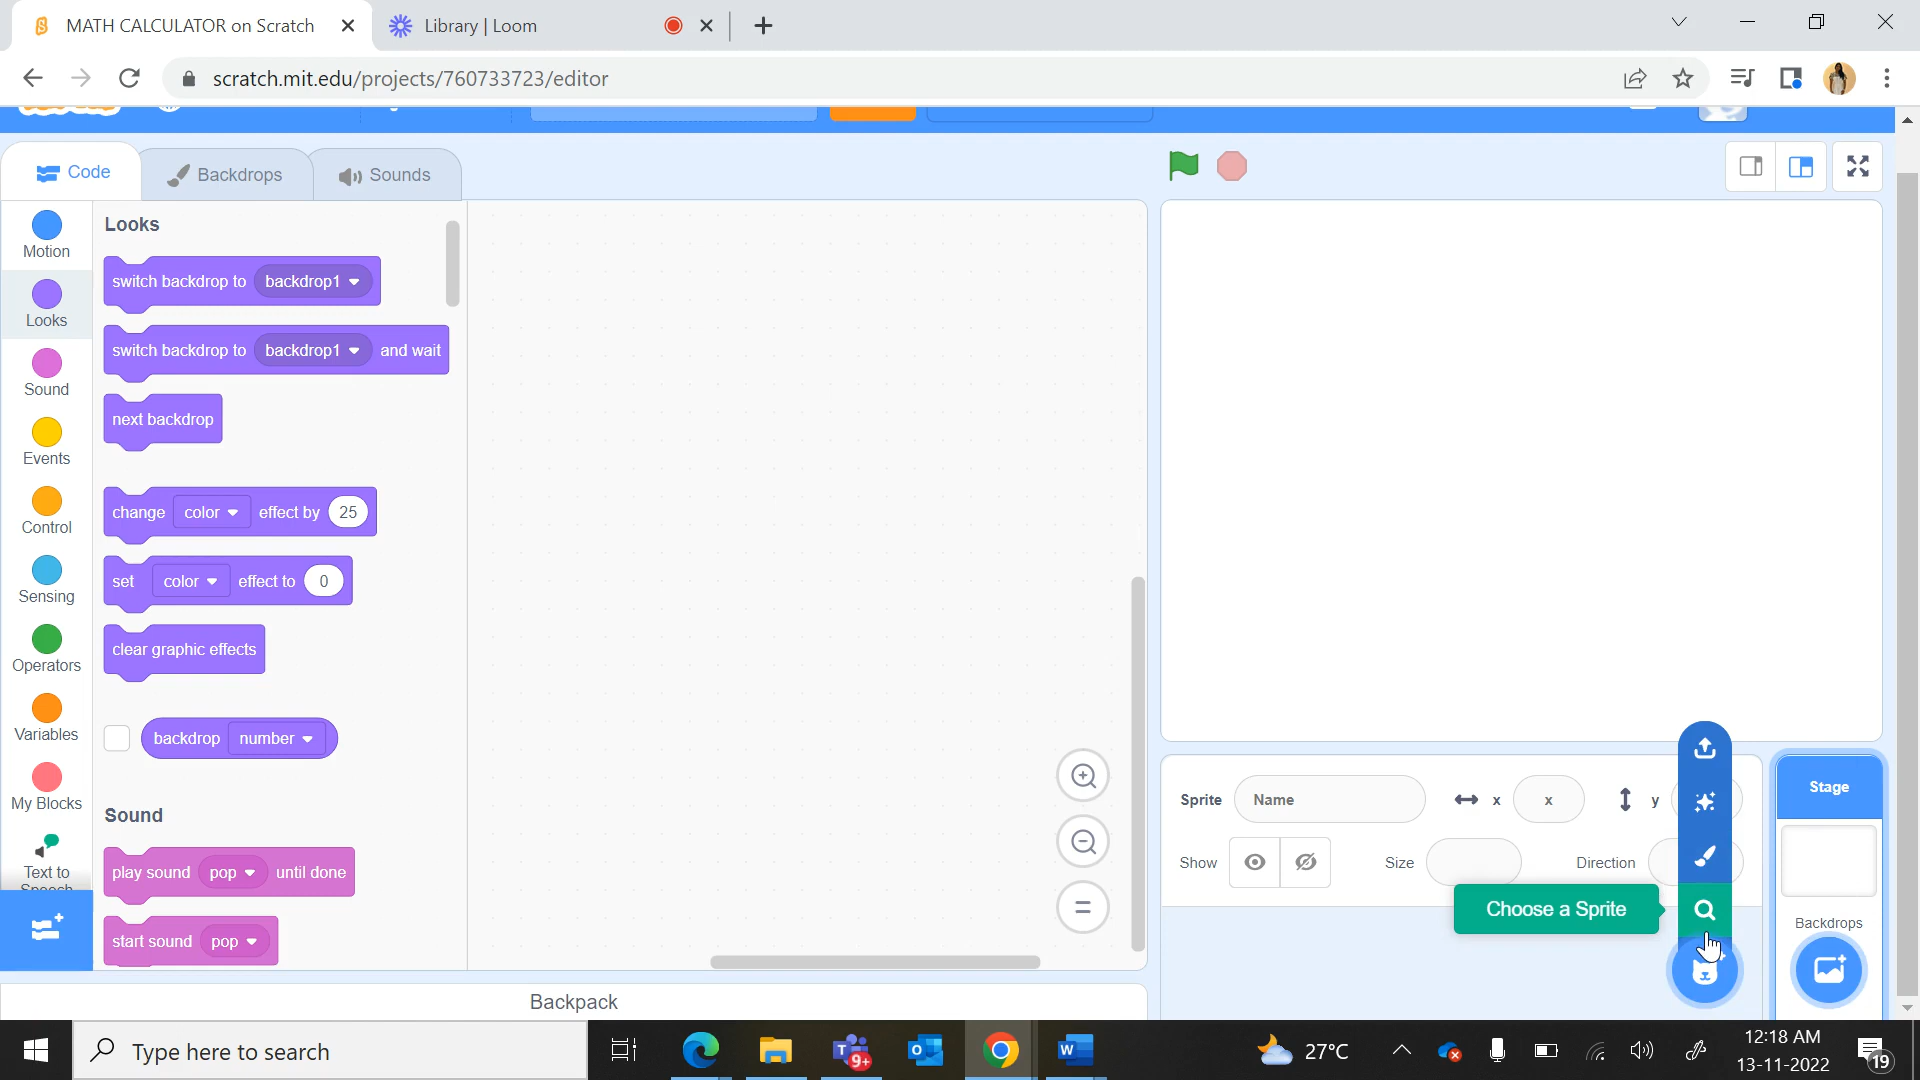 MATH CALCULATOR on Scratch
Library | Loom
scratch.mit.edu/projects/760733723/editor
Code
Backdrops
Sounds
Motion
Looks
Sound
Events
Control
Sensing
Operators
Variables
My Blocks
Text to
Speech
Looks
switch backdrop to backdrop1
switch backdrop to backdrop1 and wait
next backdrop
change color effect by 25
set color effect to 0
clear graphic effects
backdrop number
Sound
play sound pop until done
start sound pop
Backpack
Sprite Name x x y
Show Size Direction
Choose a Sprite
Stage
Backdrops
Type here to search
9+
27°C
12:18 AM
13-11-2022
19